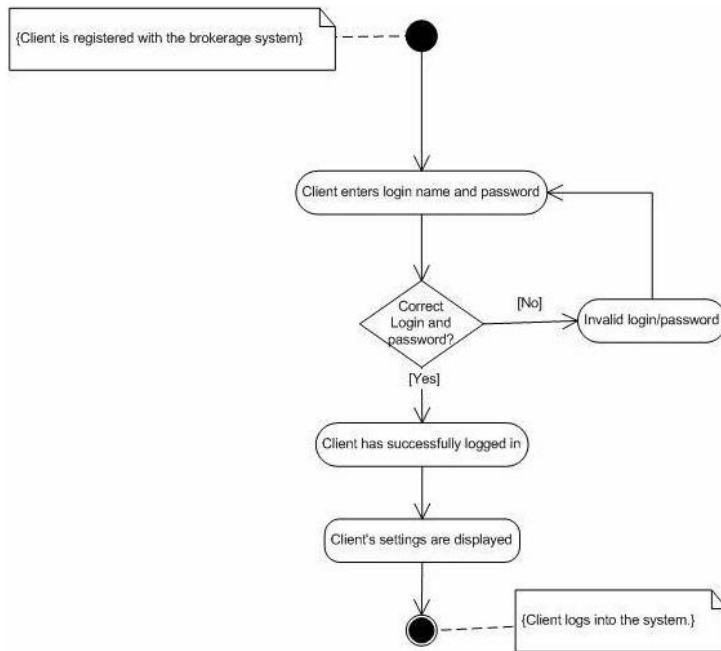 {Client is registered with the brokerage system}
Client enters login name and password
Correct
Login and
password?
[No]
Invalid login/password
[Yes]
Client has successfully logged in
Client's settings are displayed
{Client logs into the system.}